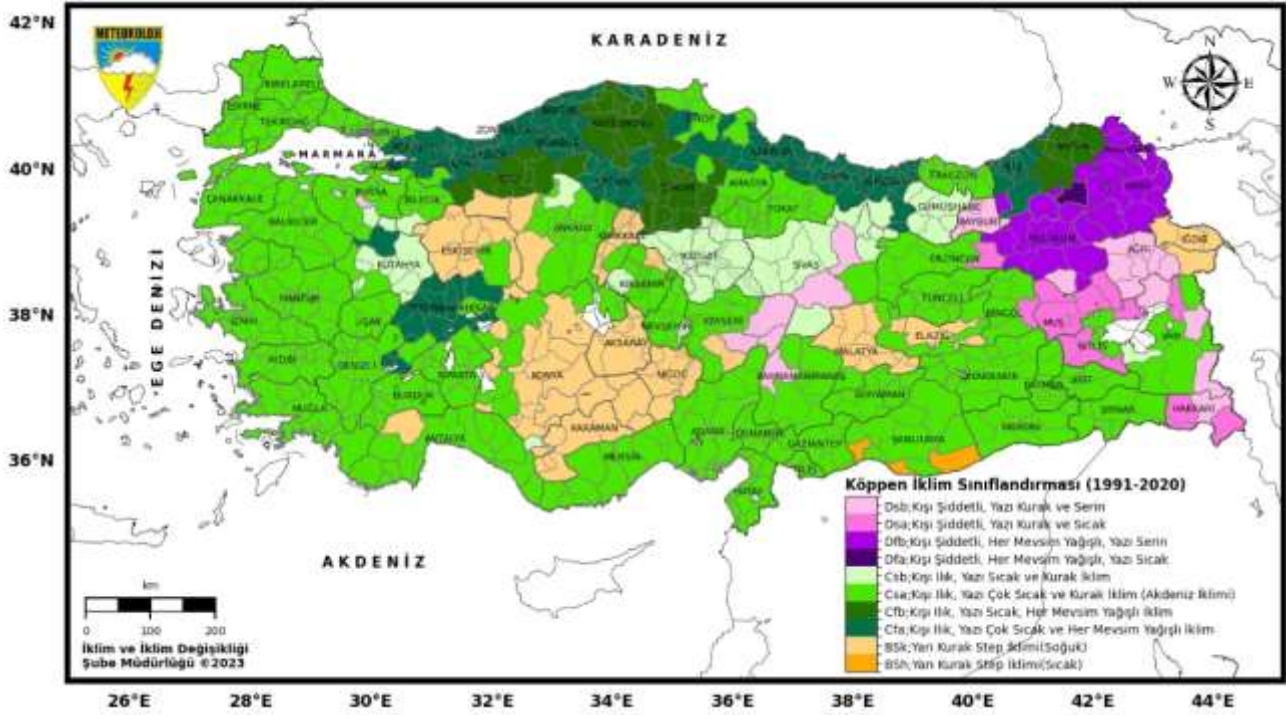 METEOROLOJİ
KARADENİZ
N
W E
S
42°N
40°N
38°N
36°N
KIRKLARELİ
EDİRNE
TEKİRDAĞ
MARMARA
ÇANAKKALE
BALIKESİR
BURSA
BİLECİK
KÜTAHYA
ESKİŞEHİR
ANKARA
SİNOP
AMASYA
TOKAT
TRABZON
GÜMÜŞHANE
BAYBURT
ERZİNCAN
AĞRI
IĞDIR
YOZGAT
SİVAS
KIRŞEHİR
NEVŞEHİR
KAYSERİ
TUNCELİ
BİNGÖL
MUŞ
BİTLİS
VAN
ELAZIĞ
MALATYA
İZMİR
UŞAK
AYDIN
DENİZLİ
ISPARTA
BURDUR
MUĞLA
ANTALYA
KONYA
AKSARAY
NİĞDE
KARAMAN
MERSİN
ADANA
OSMANİYE
GAZİANTEP
KİLİS
HATAY
ADIYAMAN
ŞANLIURFA
DİYARBAKIR
BATMAN
SİİRT
MARDİN
ŞIRNAK
HAKKARİ
EGE DENİZİ
AKDENİZ
Köppen İklim Sınıflandırması (1991-2020)
Dsb;Kışı Şiddetli, Yazı Kurak ve Serin
Dsa;Kışı Şiddetli, Yazı Kurak ve Sıcak
Dfb;Kışı Şiddetli, Her Mevsim Yağışlı, Yazı Serin
Dfa;Kışı Şiddetli, Her Mevsim Yağışlı, Yazı Sıcak
Csb;Kışı Ilık, Yazı Sıcak ve Kurak İklim
Csa;Kışı Ilık, Yazı Çok Sıcak ve Kurak İklim (Akdeniz İklimi)
Cfb;Kışı Ilık, Yazı Sıcak, Her Mevsim Yağışlı İklim
Cfa;Kışı Ilık, Yazı Çok Sıcak ve Her Mevsim Yağışlı İklim
BSk;Yarı Kurak Step İklimi(Soğuk)
BSh;Yarı Kurak Step İklimi(Sıcak)
km
0 100 200
İklim ve İklim Değişikliği
Şube Müdürlüğü ©2023
26°E 28°E 30°E 32°E 34°E 36°E 38°E 40°E 42°E 44°E